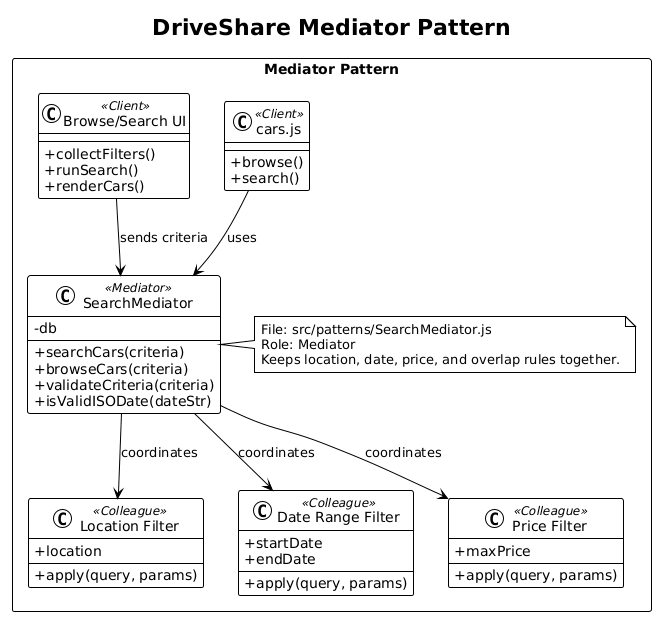 DriveShare Mediator Pattern
Mediator Pattern
C
«Client»
Browse/Search UI
+collectFilters()
+runSearch()
+renderCars()
C
«Client»
cars.js
+browse()
+search()
sends criteria
uses
C
«Mediator»
SearchMediator
-db
+searchCars(criteria)
+browseCars(criteria)
+validateCriteria(criteria)
+isValidISODate(dateStr)
File: src/patterns/SearchMediator.js
Role: Mediator
Keeps location, date, price, and overlap rules together.
coordinates
coordinates
coordinates
C
«Colleague»
Location Filter
+location
+apply(query, params)
C
«Colleague»
Date Range Filter
+startDate
+endDate
+apply(query, params)
C
«Colleague»
Price Filter
+maxPrice
+apply(query, params)